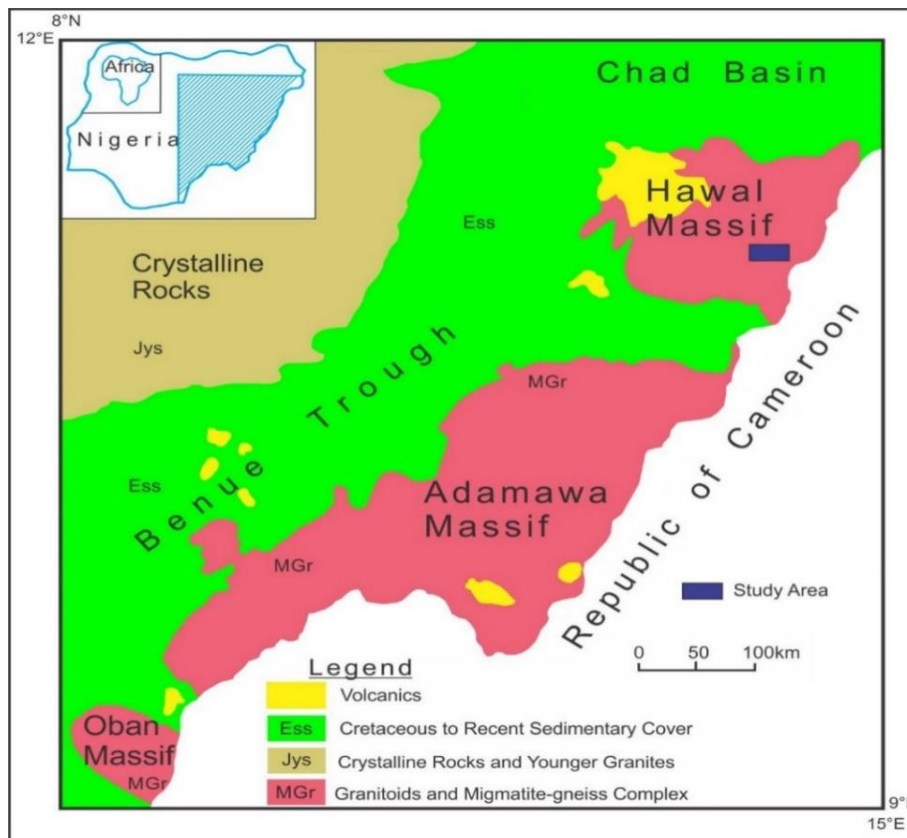 8°N
12°E
Africa
Nigeria
Chad Basin
Hawal
Massif
Ess
Crystalline
Rocks
Jys
Benue Trough
MGr
Republic of Cameroon
Ess
Adamawa
Massif
MGr
Study Area
0 50 100km
Legend
Volcanics
Ess Cretaceous to Recent Sedimentary Cover
Jys Crystalline Rocks and Younger Granites
MGr Granitoids and Migmatite-gneiss Complex
Oban
Massif
MGr
9°N
15°E